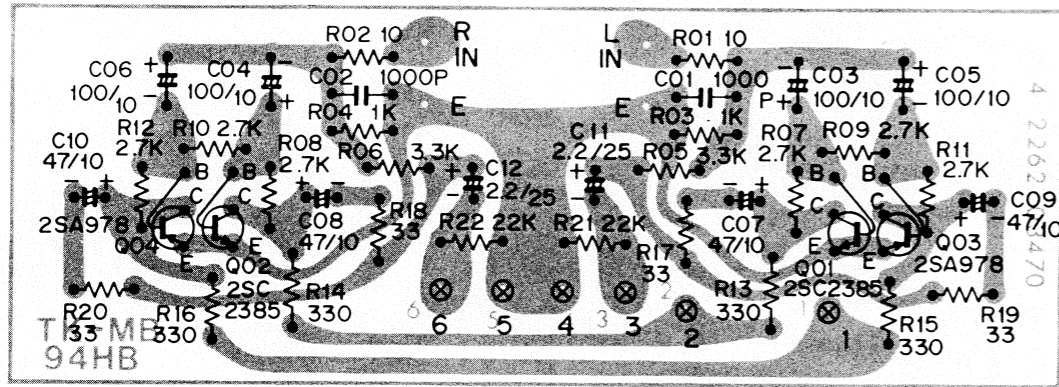 R02 10
R
IN
L
IN
R01 10
C06
100/10
C04
100/10
C02
1000P
C01
1000
P
C03
100/10
C05
100/10
R04
1K
E
E
R03
1K
R12
2.7K
R10
2.7K
R06
3.3K
C11
2.2/25
R05
3.3K
R07
2.7K
R09
2.7K
C10
47/10
R08
2.7K
C12
2.2/25
R11
2.7K
B
B
B
B
C
C
C
C
2SA978
Q04
E
E
C08
47/10
R18
33
R22 22K
R21 22K
R17
33
C07
47/10
E
E
C09
47/10
Q03
2SA978
Q02
2SC
2385
Q01
2SC2385
R20
33
R16
330
R14
330
R13
330
R15
330
R19
33
6
5
3
2
1
6
5
4
3
2
1
94HB